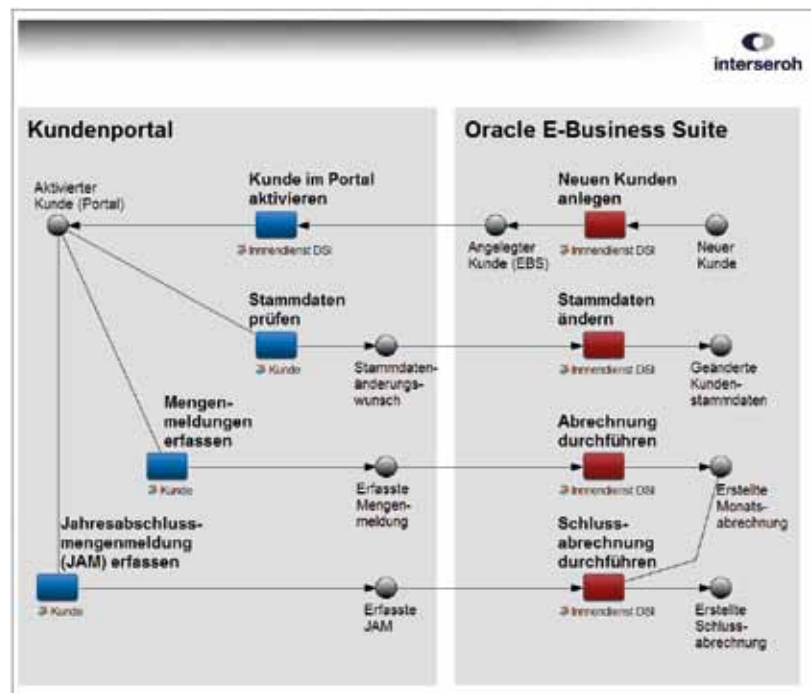 interseroh
Kundenportal
Oracle E-Business Suite
Aktivierter
Kunde (Portal)
Kunde im Portal
aktivieren
Innendienst DSI
Angelegter
Kunde (EBS)
Neuen Kunden
anlegen
Innendienst DSI
Neuer
Kunde
Stammdaten
prüfen
Kunde
Stammdaten-
änderungs-
wunsch
Stammdaten
ändern
Innendienst DSI
Geänderte
Kunden-
stammdaten
Mengen-
meldungen
erfassen
Kunde
Erfasste
Mengen-
meldung
Abrechnung
durchführen
Innendienst DSI
Erstellte
Monats-
abrechnung
Jahresabschluss-
mengenmeldung
(JAM) erfassen
Kunde
Erfasste
JAM
Schluss-
abrechnung
durchführen
Innendienst DSI
Erstellte
Schluss-
abrechnung